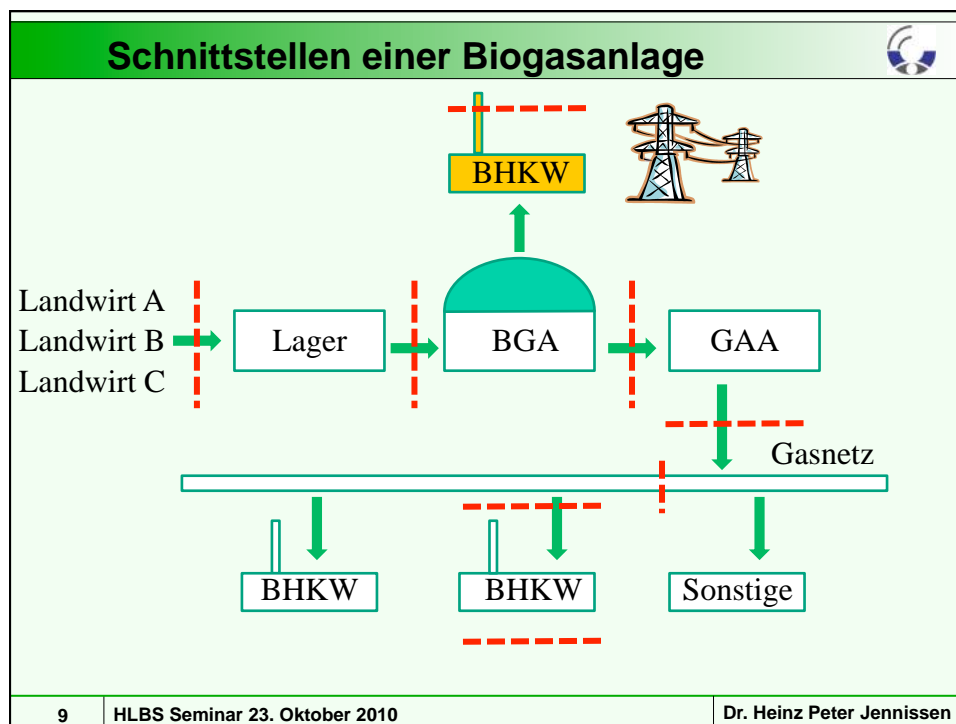 Schnittstellen einer Biogasanlage
BHKW
Landwirt A
Landwirt B
Landwirt C
Lager
BGA
GAA
Gasnetz
BHKW
BHKW
Sonstige
9
HLBS Seminar 23. Oktober 2010
Dr. Heinz Peter Jennissen